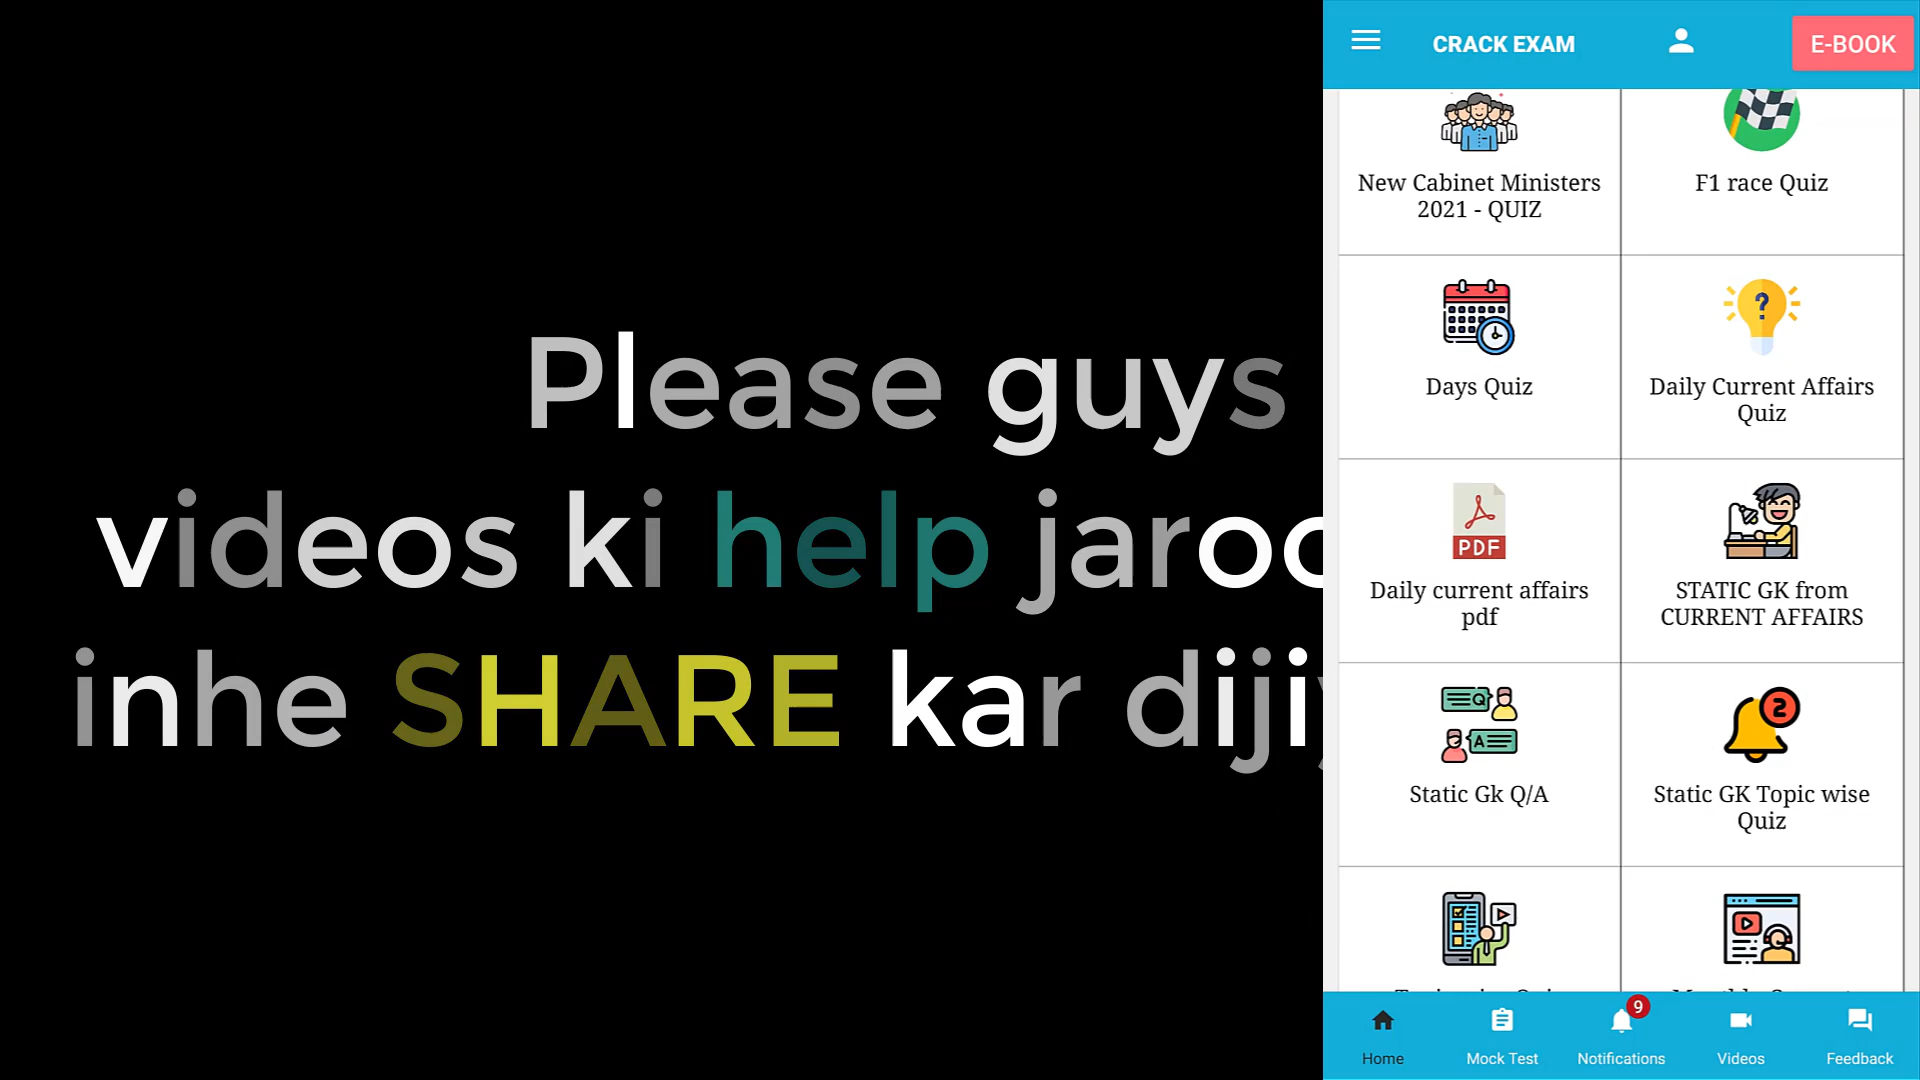 Please guys
videos ki help
inhe SHARE kar
CRACK EXAM
E-BOOK
New Cabinet Ministers
2021 - QUIZ
F1 race Quiz
Days Quiz
Daily Current Affairs
Quiz
PDF
Daily current affairs
pdf
STATIC GK from
CURRENT AFFAIRS
Q
A
Static Gk Q/A
2
Static GK Topic wise
Quiz
9
Home
Mock Test
Notifications
Videos
Feedback